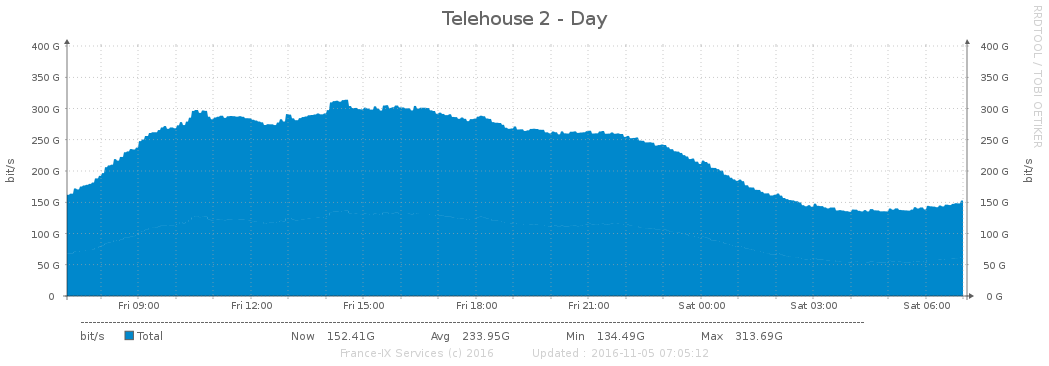 Telehouse 2 - Day
RRDTOOL / TOBI OETIKER
bit/s
400 G 400 G
350 G 350 G
300 G 300 G
250 G 250 G
200 G 200 G
150 G 150 G
100 G 100 G
50 G 50 G
0 0 G
bit/s
Fri 09:00 Fri 12:00 Fri 15:00 Fri 18:00 Fri 21:00 Sat 00:00 Sat 03:00 Sat 06:00
bit/s Total Now 152.41G Avg 233.95G Min 134.49G Max 313.69G
France-IX Services (c) 2016 Updated : 2016-11-05 07:05:12